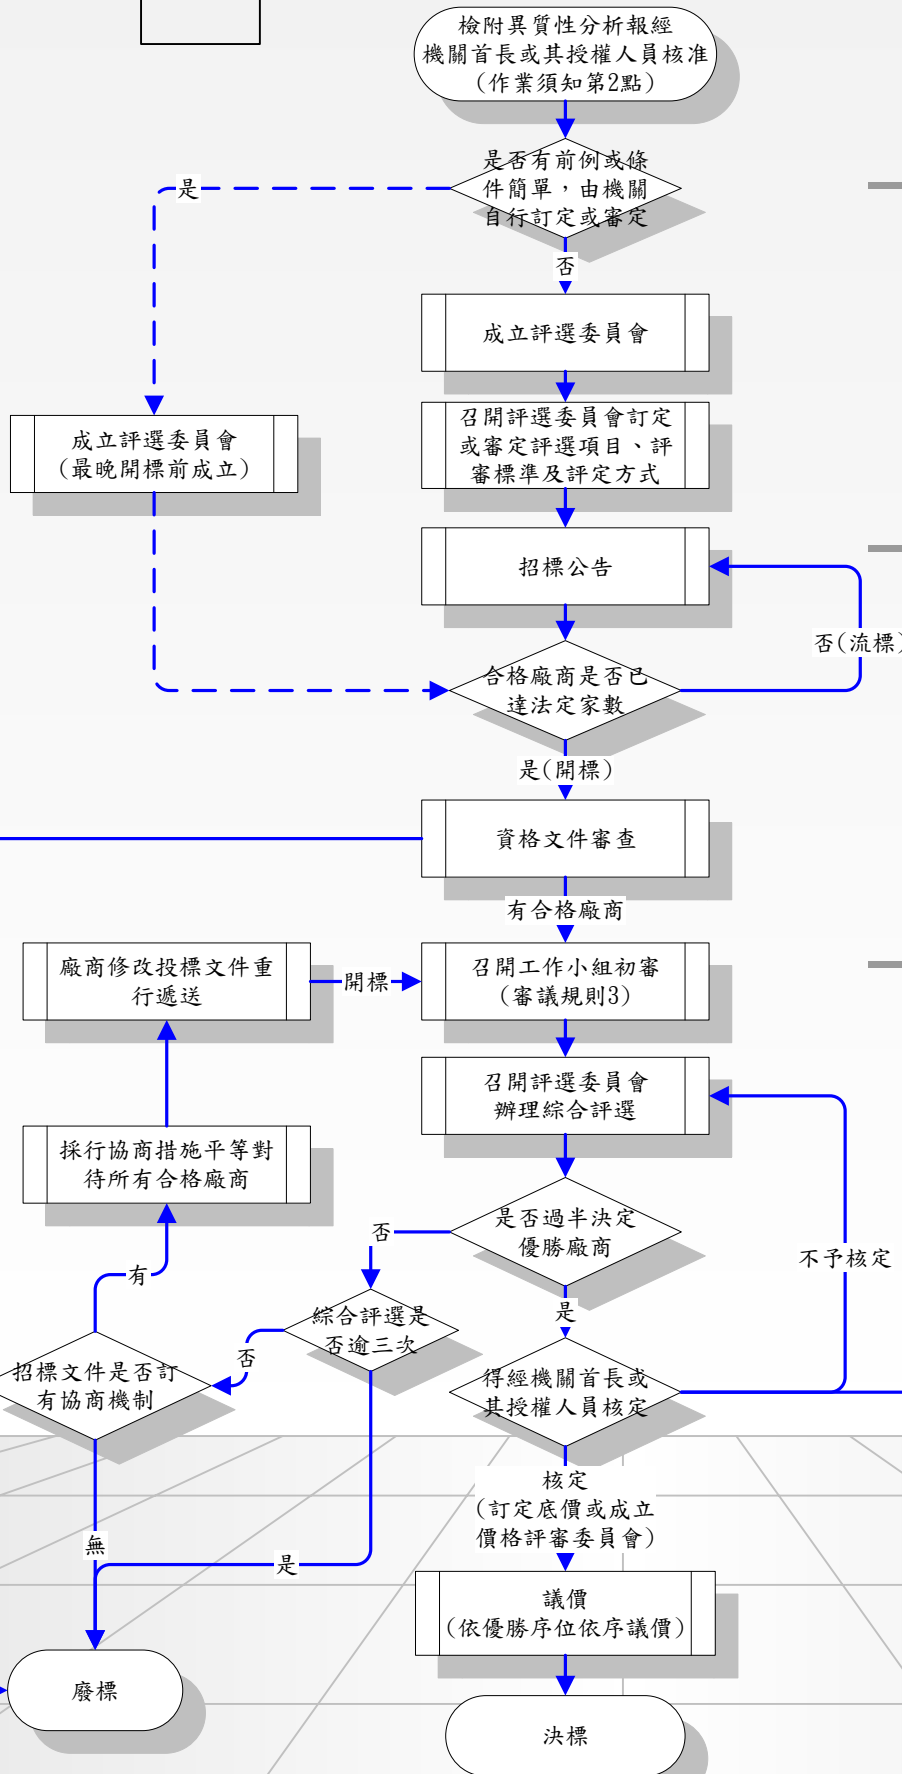 檢附異質性分析報經
機關首長或其授權人員核准
(作業須知第2點)
是否有前例或條
件簡單，由機關
自行訂定或審定
是
否
成立評選委員會
成立評選委員會
(最晚開標前成立)
召開評選委員會訂定
或審定評選項目、評
審標準及評定方式
招標公告
否(流標)
合格廠商是否已
達法定家數
是(開標)
資格文件審查
有合格廠商
廠商修改投標文件重
行遞送
開標
召開工作小組初審
(審議規則3)
召開評選委員會
辦理綜合評選
採行協商措施平等對
待所有合格廠商
是否過半決定
優勝廠商
否
不予核定
有
是
綜合評選是
否逾三次
否
招標文件是否訂
有協商機制
得經機關首長或
其授權人員核定
核定
(訂定底價或成立
價格評審委員會)
無
是
議價
(依優勝序位依序議價)
廢標
決標